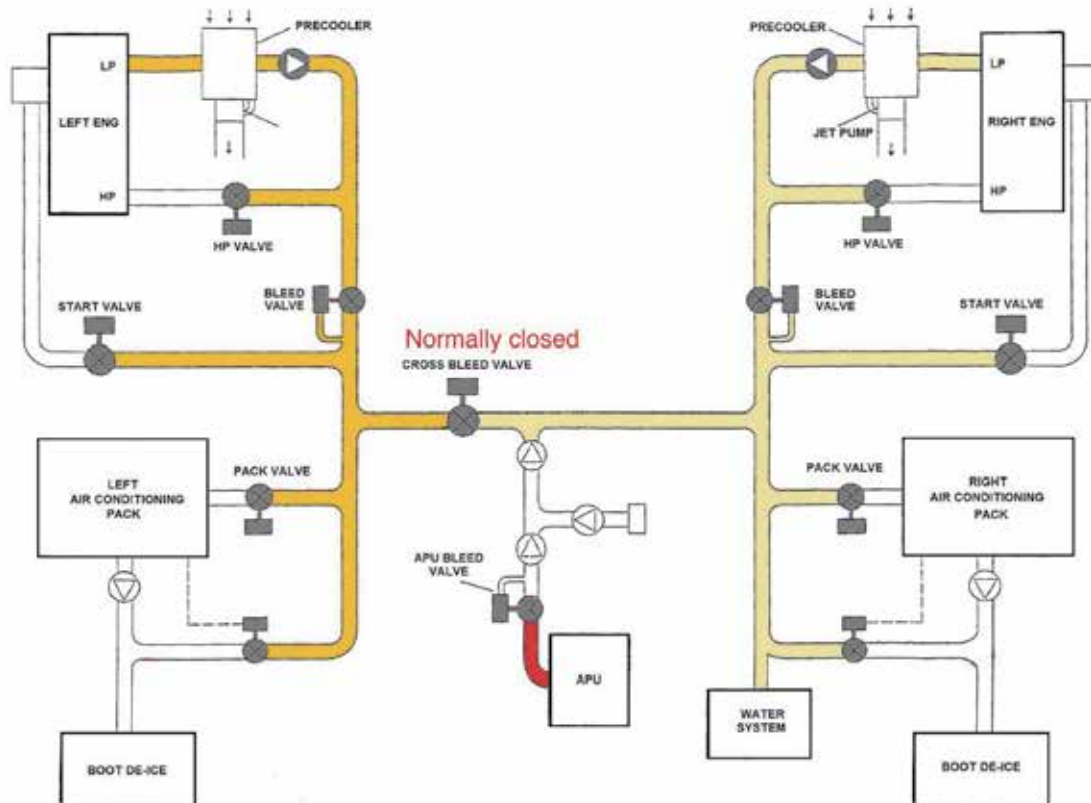 PRECOOLER
PRECOOLER
LP
LP
LEFT ENG
JET PUMP
RIGHT ENG
HP
HP
HP VALVE
HP VALVE
START VALVE
BLEED
VALVE
BLEED
VALVE
START VALVE
Normally closed
CROSS BLEED VALVE
LEFT
AIR CONDITIONING
PACK
PACK VALVE
PACK VALVE
RIGHT
AIR CONDITIONING
PACK
APU BLEED
VALVE
APU
WATER
SYSTEM
BOOT DE-ICE
BOOT DE-ICE